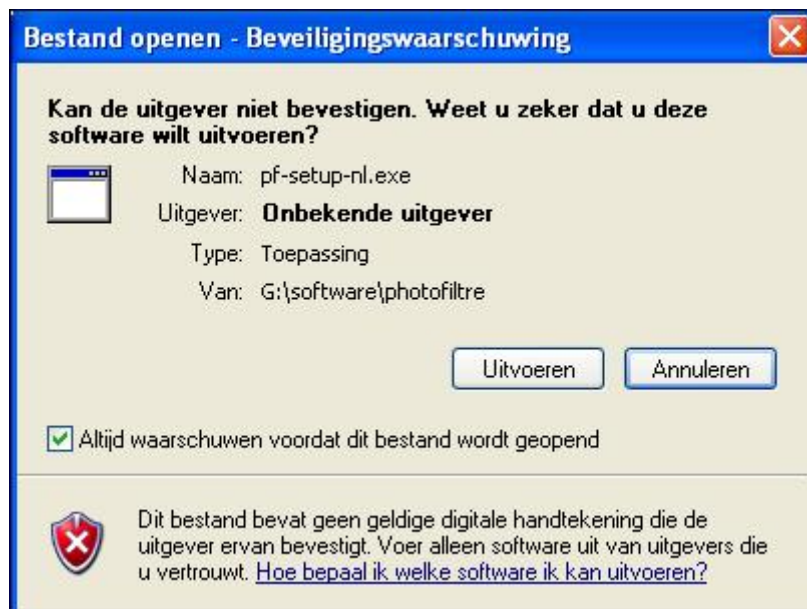 Bestand openen - Beveiligingswaarschuwing
Kan de uitgever niet bevestigen. Weet u zeker dat u deze
software wilt uitvoeren?
Naam: pf-setup-nl.exe
Uitgever: Onbekende uitgever
Type: Toepassing
Van: G:\software\photofiltre
Uitvoeren Annuleren
Altijd waarschuwen voordat dit bestand wordt geopend
Dit bestand bevat geen geldige digitale handtekening die de
uitgever ervan bevestigt. Voer alleen software uit van uitgevers die
u vertrouwt. Hoe bepaal ik welke software ik kan uitvoeren?